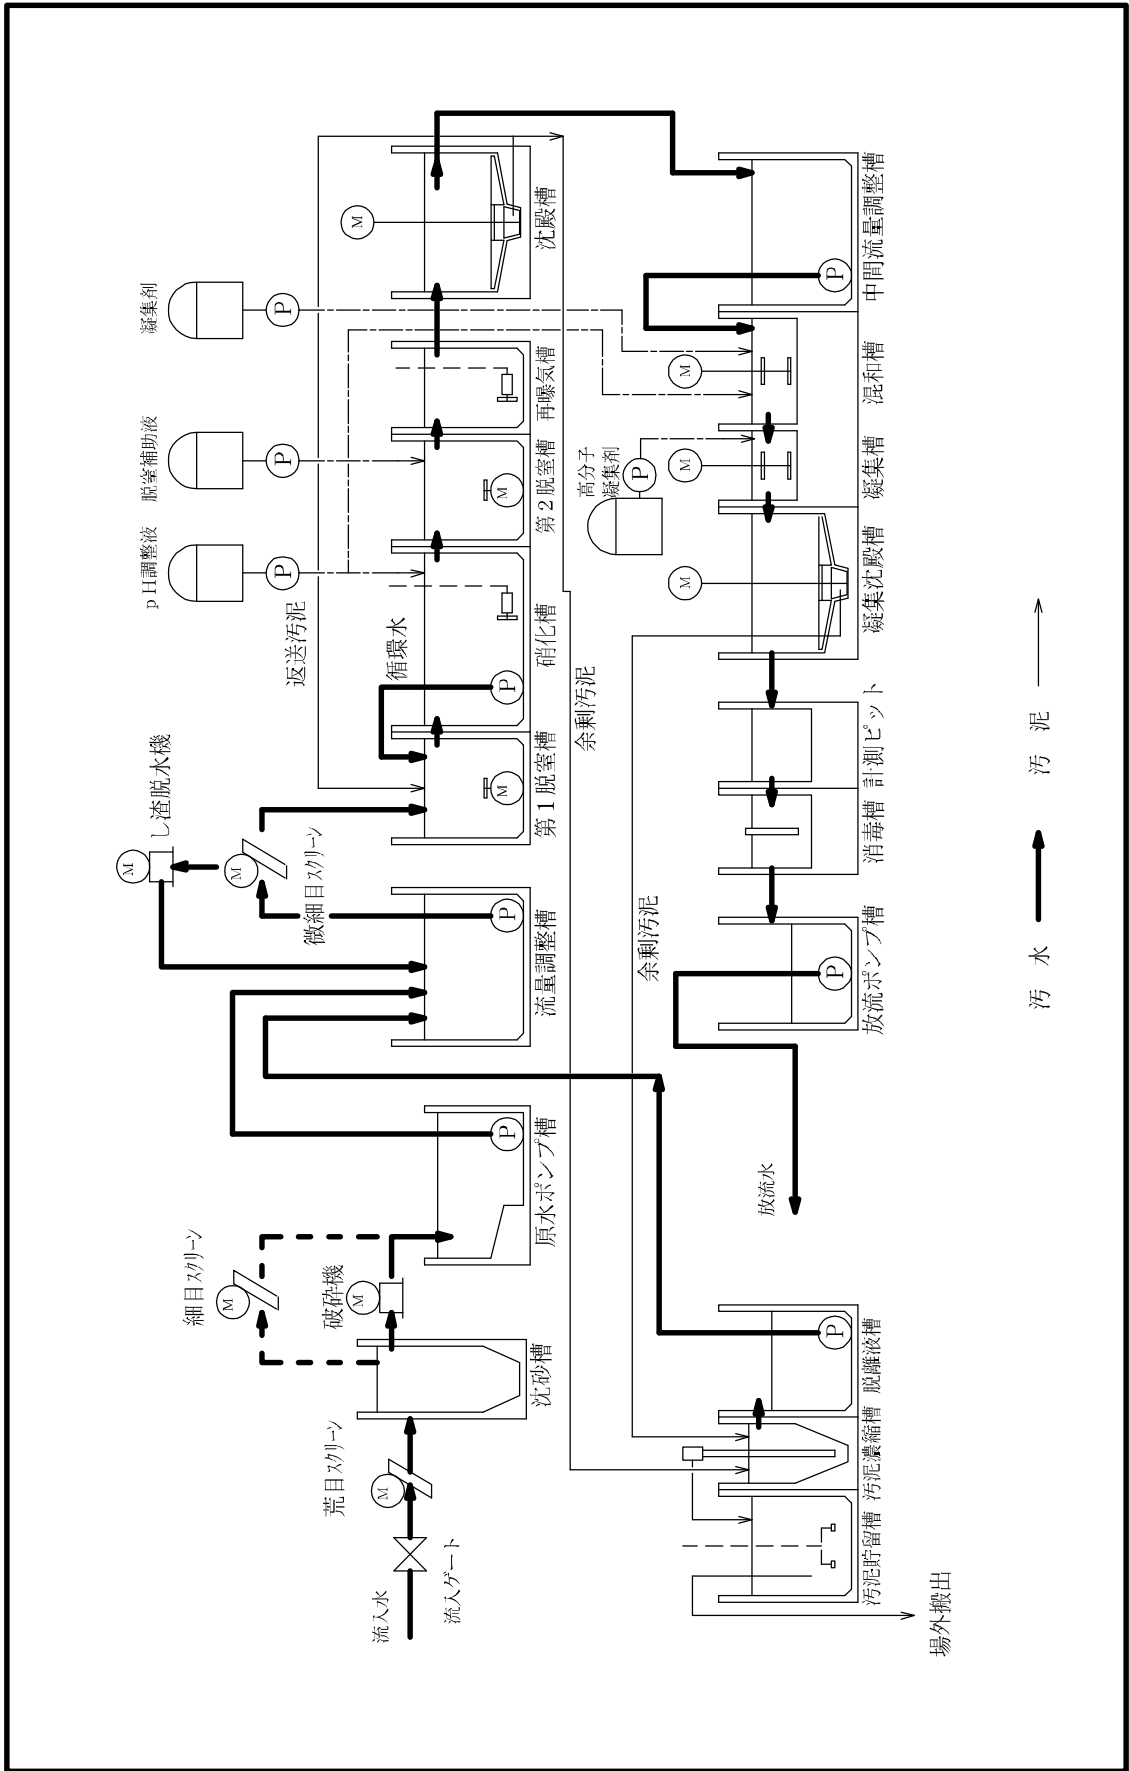 流入水
流入ゲート
荒目スクリーン
M
沈砂槽
細目スクリーン
M
破砕機
M
原水ポンプ槽
P
流量調整槽
P
微細目スクリーン
M
し渣脱水機
M
第1脱窒槽
M
循環水
P
硝化槽
第2脱窒槽
M
再曝気槽
沈殿槽
M
返送汚泥
余剰汚泥
pH調整液
P
脱窒補助液
P
凝集剤
P
中間流量調整槽
P
混和槽
M
凝集槽
M
高分子
凝集剤
P
凝集沈殿槽
M
計測ピット
消毒槽
放流ポンプ槽
P
放流水
余剰汚泥
脱離液槽
P
汚泥濃縮槽
汚泥貯留槽
場外搬出
汚水
汚泥